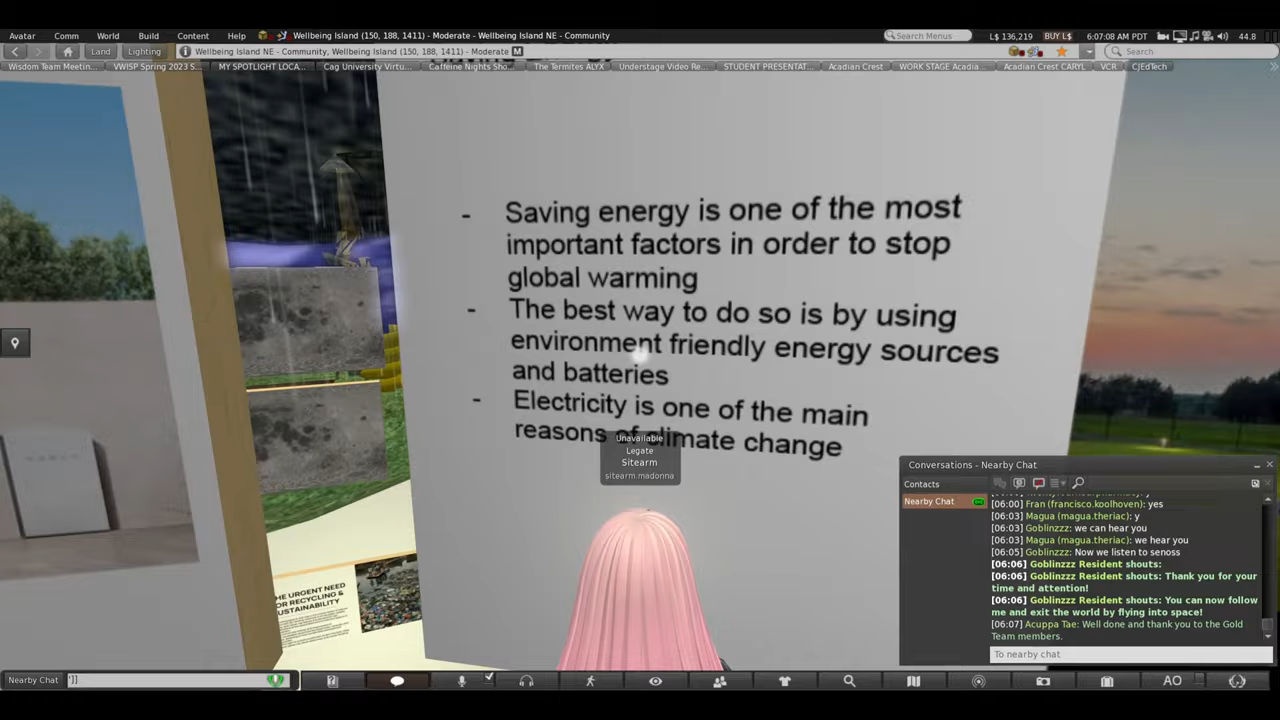 Avatar Comm World Build Content Help Wellbeing Island (150, 188, 1411) - Moderate - Wellbeing Island NE - Community Search Menus L$ 136,219 BUY L$ 6:07:08 AM PDT 44.8
Land Lighting Wellbeing Island NE - Community, Wellbeing Island (150, 188, 1411) - Moderate M Search
Wisdom Team Meetin... VWISP Spring 2023 S... MY SPOTLIGHT LOCA... Cag University Virtu... Caffeine Nights Sho... The Termites ALYX Understage Video Re... STUDENT PRESENTAT... Acadian Crest WORK STAGE Acadia... Acadian Crest CARYL VCR CJEdTech
- Saving energy is one of the most
important factors in order to stop
global warming
- The best way to do so is by using
environment friendly energy sources
and batteries
- Electricity is one of the main
reasons of climate change
Unavailable
Legate
Sitearm
sitearm.madonna
THE URGENT NEED
FOR RECYCLING &
SUSTAINABILITY
Conversations - Nearby Chat
Contacts
Nearby Chat
[06:00] Fran (francisco.koolhoven): yes
[06:03] Magua (magua.theriac): y
[06:03] Goblinzzz: we can hear you
[06:03] Magua (magua.theriac): we hear you
[06:05] Goblinzzz: Now we listen to senoss
[06:06] Goblinzzz Resident shouts:
[06:06] Goblinzzz Resident shouts: Thank you for your
time and attention!
[06:06] Goblinzzz Resident shouts: You can now follow
me and exit the world by flying into space!
[06:07] Acuppa Tae: Well done and thank you to the Gold
Team members.
To nearby chat
Nearby Chat ']] AO